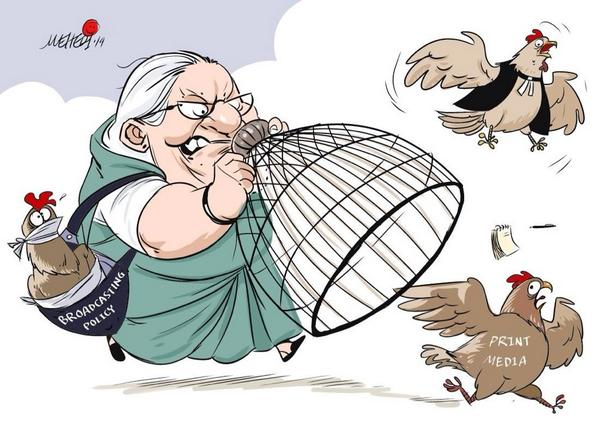 MEHEDI '14
BROADCASTING
POLICY
PRINT
MEDIA